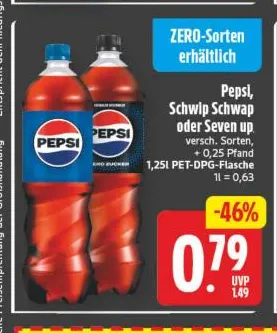 ZERO-Sorten
erhältlich
PEPSI
PEPSI
ZUCKER
Pepsi,
Schwip Schwap
oder Seven up
versch. Sorten,
+ 0,25 Pfand
1,25l PET-DPG-Flasche
1l = 0,63
-46%
0.79
UVP
1.49